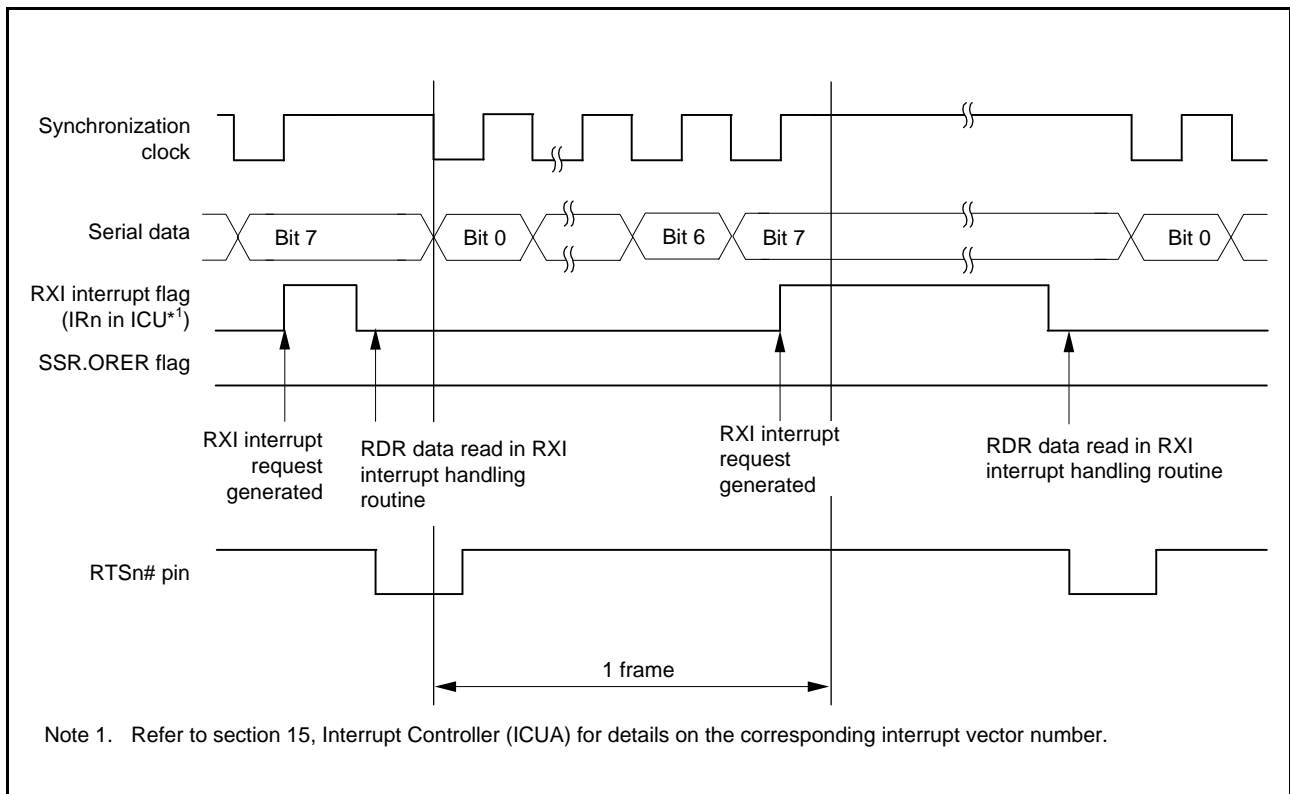 Synchronization
clock
Serial data
Bit 7
Bit 0
Bit 6
Bit 7
Bit 0
RXI interrupt flag
(IRn in ICU*1)
SSR.ORER flag
RXI interrupt
request
generated
RDR data read in RXI
interrupt handling
routine
RXI interrupt
request
generated
RDR data read in RXI
interrupt handling routine
RTSn# pin
1 frame
Note 1. Refer to section 15, Interrupt Controller (ICUA) for details on the corresponding interrupt vector number.